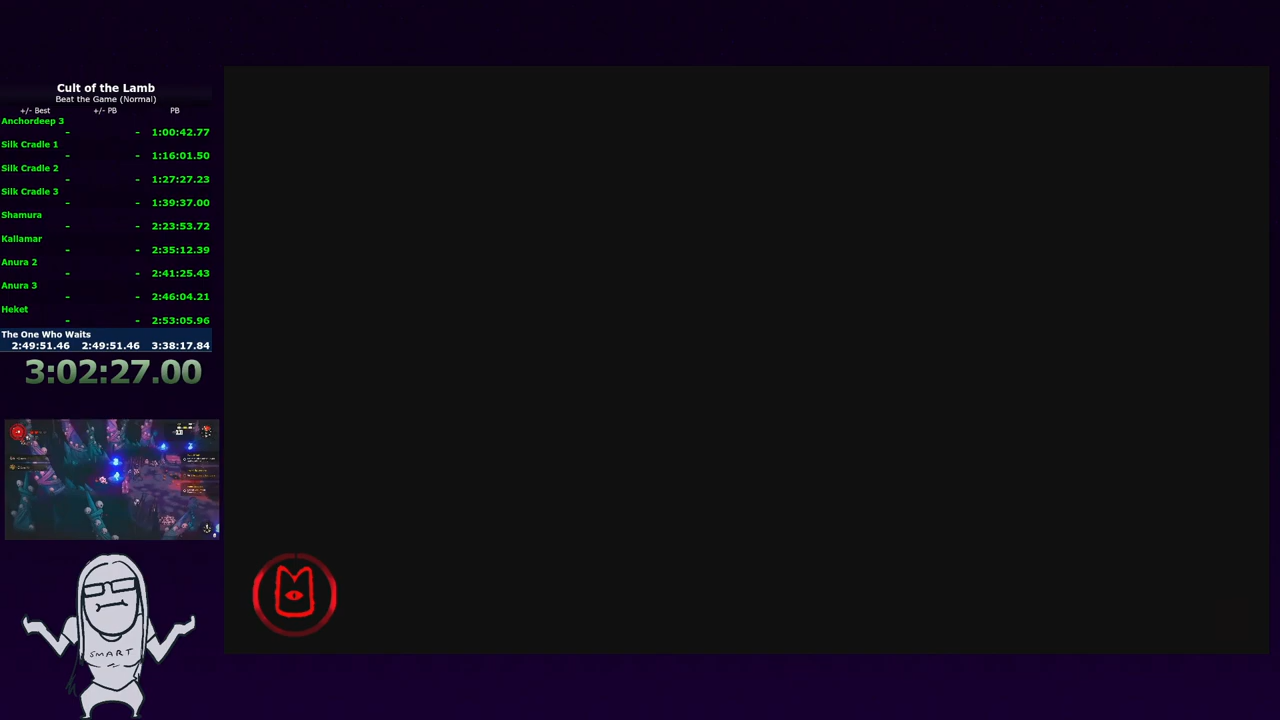 Cult of the Lamb
Beat the Game (Normal)
+/- Best +/- PB PB
Anchordeep 3
- - 1:00:42.77
Silk Cradle 1
- - 1:16:01.50
Silk Cradle 2
- - 1:27:27.23
Silk Cradle 3
- - 1:39:37.00
Shamura
- - 2:23:53.72
Kallamar
- - 2:35:12.39
Anura 2
- - 2:41:25.43
Anura 3
- - 2:46:04.21
Heket
- - 2:53:05.96
The One Who Waits
2:49:51.46 2:49:51.46 3:38:17.84
3:02:27.00
SMART